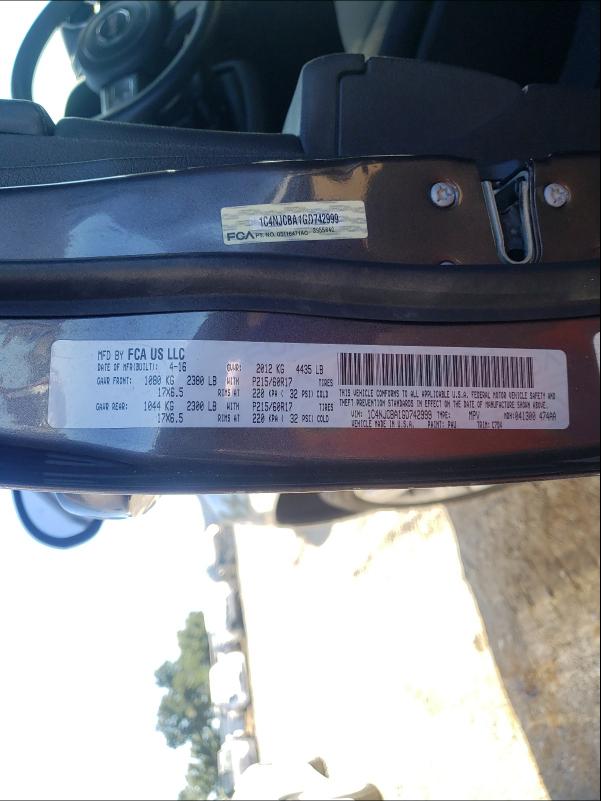 1C4NJCBA1GD742999
FCA PT. NO.
MFD BY FCA US LLC
DATE OF MFR(BUILT): 4-16 GVWR: 2012 KG 4435 LB
GAWR FRONT: 1080 KG 2380 LB WITH P215/60R17 TIRES
17X6.5 RIMS AT 220 KPA ( 32 PSI) COLD
GAWR REAR: 1044 KG 2300 LB WITH P215/60R17 TIRES
17X6.5 RIMS AT 220 KPA ( 32 PSI) COLD
THIS VEHICLE CONFORMS TO ALL APPLICABLE U.S.A. FEDERAL MOTOR VEHICLE SAFETY AND
THEFT PREVENTION STANDARDS IN EFFECT ON THE DATE OF MANUFACTURE SHOWN ABOVE.
VIN: 1C4NJCBA1GD742999 TYPE: MPV MDH: 041300 474AA
VEHICLE MADE IN U.S.A. PAINT: PAU TRIM: C7DV